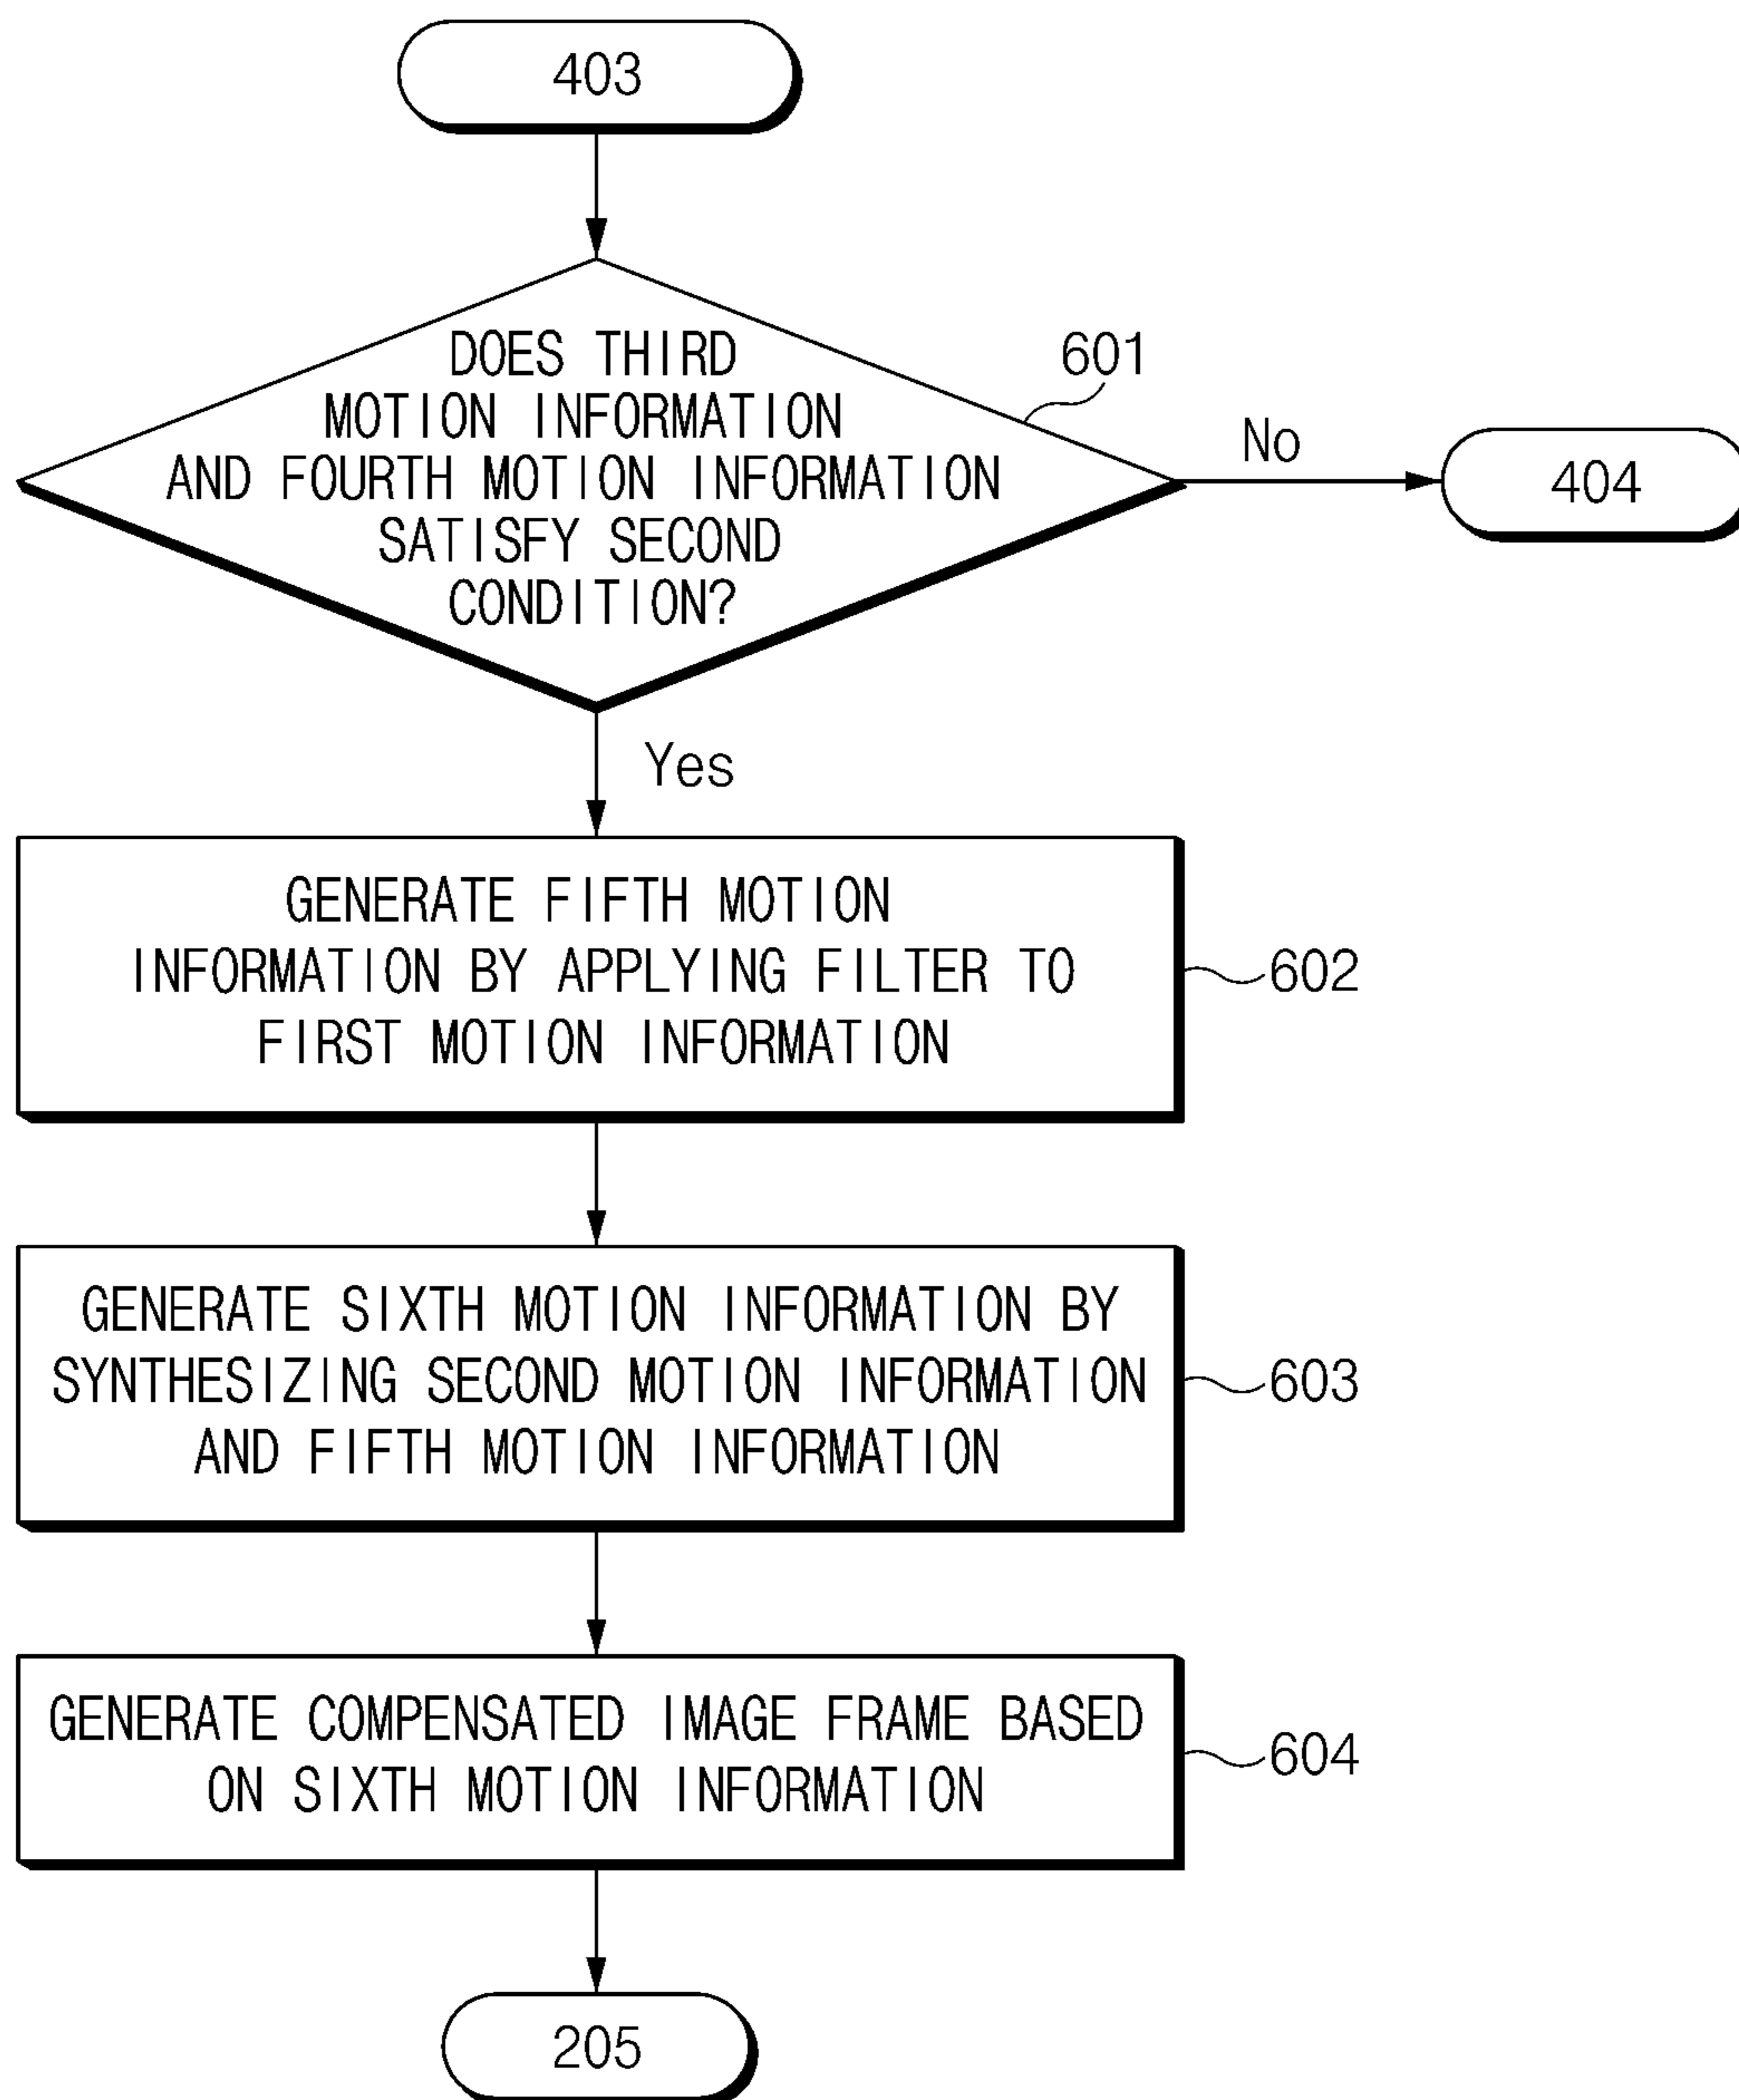 403
DOES THIRD
MOTION INFORMATION
AND FOURTH MOTION INFORMATION
SATISFY SECOND
CONDITION?
601
No
404
Yes
GENERATE FIFTH MOTION
INFORMATION BY APPLYING FILTER TO
FIRST MOTION INFORMATION
602
GENERATE SIXTH MOTION INFORMATION BY
SYNTHESIZING SECOND MOTION INFORMATION
AND FIFTH MOTION INFORMATION
603
GENERATE COMPENSATED IMAGE FRAME BASED
ON SIXTH MOTION INFORMATION
604
205